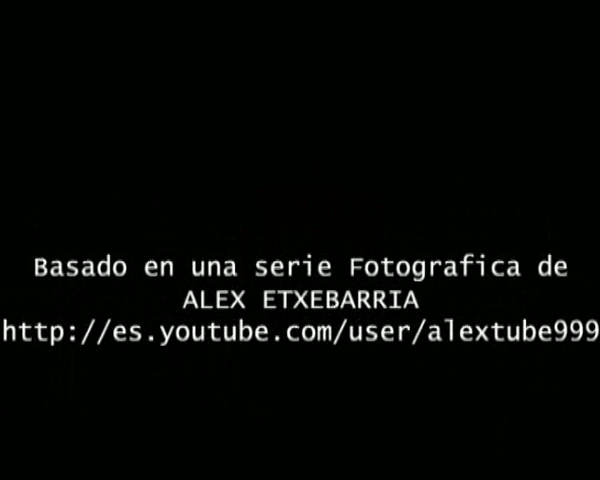 Basado en una serie Fotografica de
ALEX ETXEBARRIA
http://es.youtube.com/user/alextube999